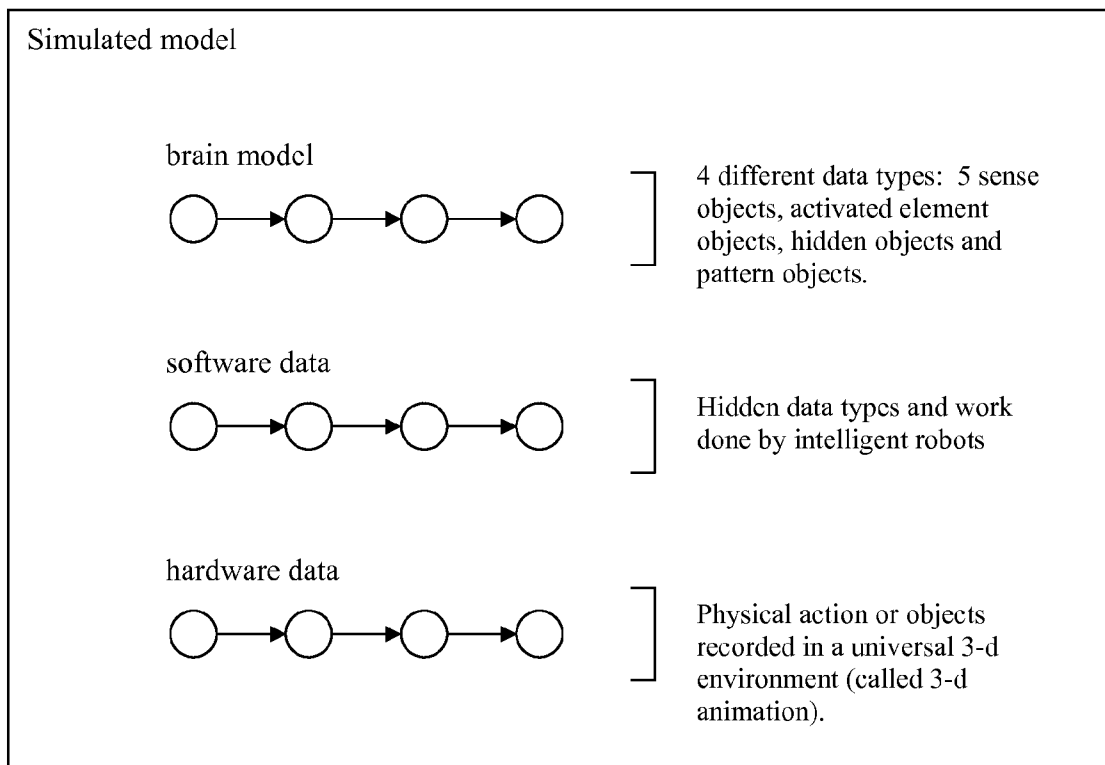 Simulated model
brain model
4 different data types:  5 sense
objects, activated element
objects, hidden objects and
pattern objects.
software data
Hidden data types and work
done by intelligent robots
hardware data
Physical action or objects
recorded in a universal 3-d
environment (called 3-d
animation).